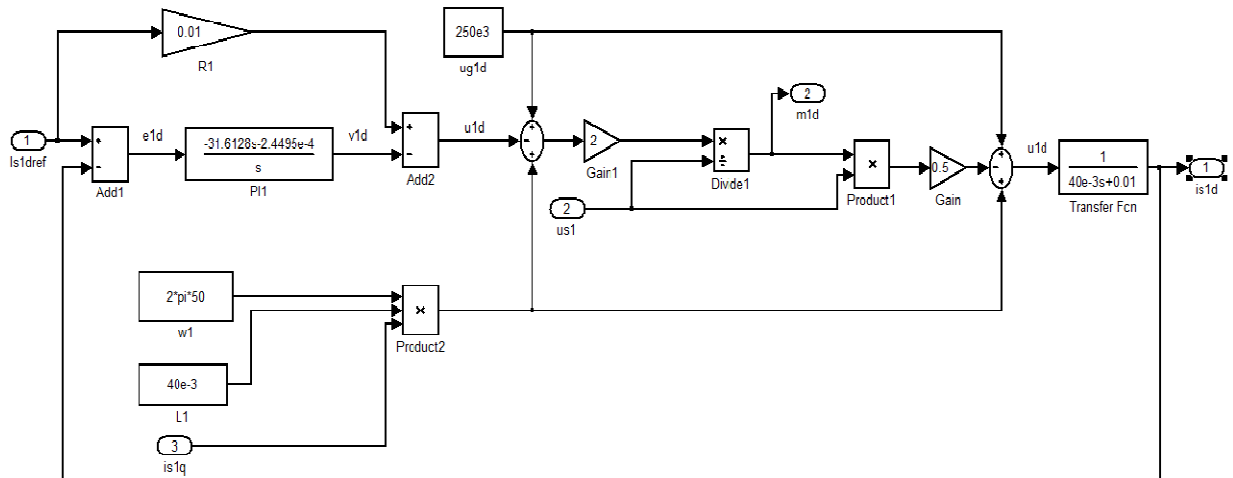 0.01
R1
250e3
ug1d
1
Is1dref
e1d
Add1
-31.6128s-2.4495e-4
s
PI1
v1d
Add2
u1d
2
Gain1
Divide1
2
m1d
2
us1
Product1
0.5
Gain
u1d
1
40e-3s+0.01
Transfer Fcn
1
is1d
2*pi*50
w1
Product2
40e-3
L1
3
is1q